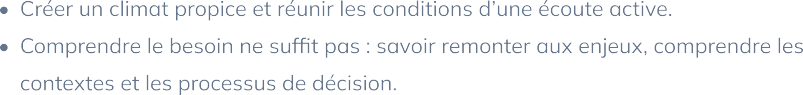 • Créer un climat propice et réunir les conditions d’une écoute active.
• Comprendre le besoin ne suffit pas : savoir remonter aux enjeux, comprendre les
contextes et les processus de décision.